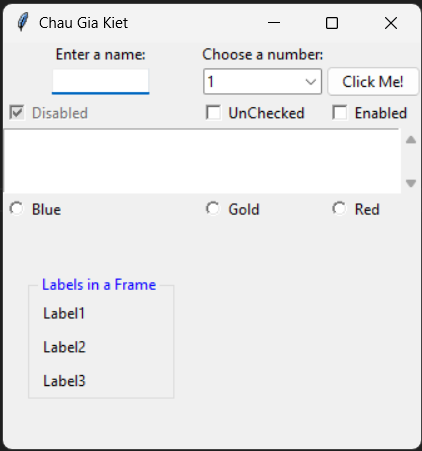 Chau Gia Kiet
Enter a name: Choose a number:
1 Click Me!
Disabled UnChecked Enabled
Blue Gold Red
Labels in a Frame
Label1
Label2
Label3